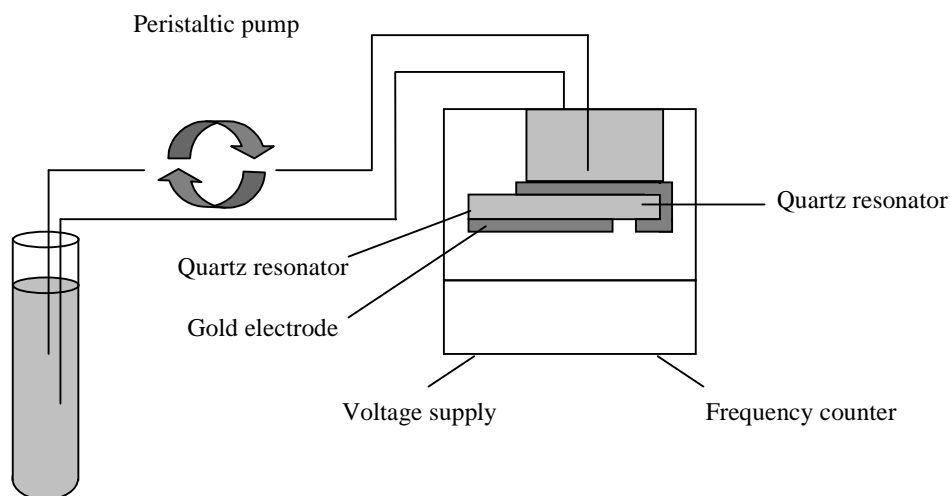 Peristaltic pump
Quartz resonator
Quartz resonator
Gold electrode
Voltage supply
Frequency counter